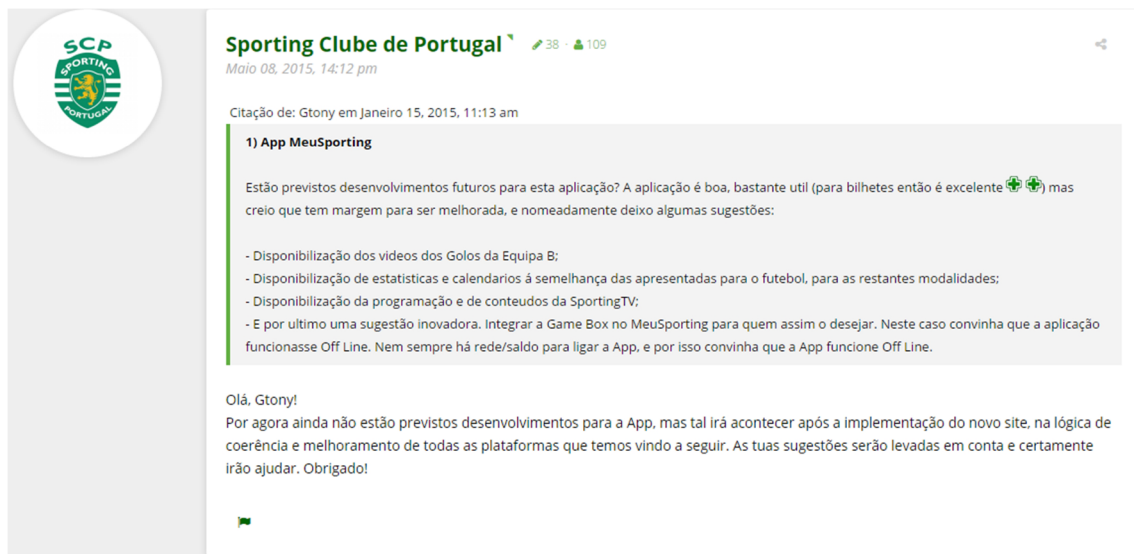 SCP
SPORTING
PORTUGAL
Sporting Clube de Portugal 38 · 109
Maio 08, 2015, 14:12 pm
Citação de: Gtony em Janeiro 15, 2015, 11:13 am
1) App MeuSporting
Estão previstos desenvolvimentos futuros para esta aplicação? A aplicação é boa, bastante util (para bilhetes então é excelente ) mas
creio que tem margem para ser melhorada, e nomeadamente deixo algumas sugestões:
- Disponibilização dos videos dos Golos da Equipa B;
- Disponibilização de estatisticas e calendarios á semelhança das apresentadas para o futebol, para as restantes modalidades;
- Disponibilização da programação e de conteudos da SportingTV;
- E por ultimo uma sugestão inovadora. Integrar a Game Box no MeuSporting para quem assim o desejar. Neste caso convinha que a aplicação
funcionasse Off Line. Nem sempre há rede/saldo para ligar a App, e por isso convinha que a App funcione Off Line.
Olá, Gtony!
Por agora ainda não estão previstos desenvolvimentos para a App, mas tal irá acontecer após a implementação do novo site, na lógica de
coerência e melhoramento de todas as plataformas que temos vindo a seguir. As tuas sugestões serão levadas em conta e certamente
irão ajudar. Obrigado!